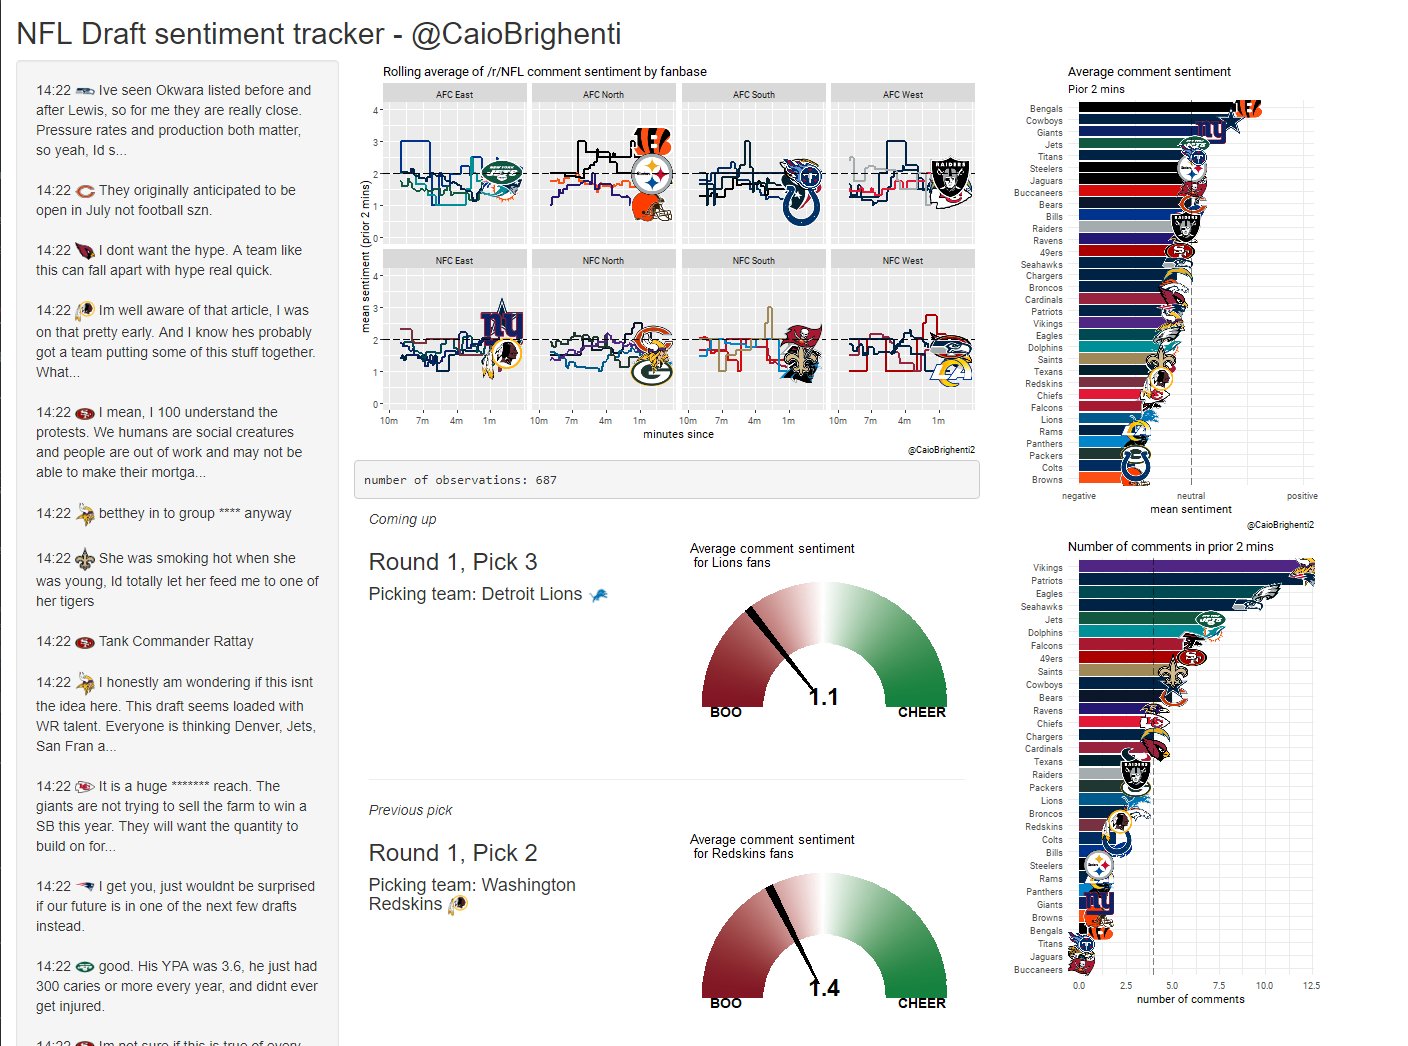 NFL Draft sentiment tracker - @CaioBrighenti
14:22 Ive seen Okwara listed before and
after Lewis, so for me they are really close.
Pressure rates and production both matter,
so yeah, Id s...
14:22 They originally anticipated to be
open in July not football szn.
14:22 I dont want the hype. A team like
this can fall apart with hype real quick.
14:22 Im well aware of that article, I was
on that pretty early. And I know hes probably
got a team putting some of this stuff together.
What...
14:22 I mean, I 100 understand the
protests. We humans are social creatures
and people are out of work and may not be
able to make their mortga...
14:22 betthey in to group **** anyway
14:22 She was smoking hot when she
was young, Id totally let her feed me to one of
her tigers
14:22 Tank Commander Rattay
14:22 I honestly am wondering if this isnt
the idea here. This draft seems loaded with
WR talent. Everyone is thinking Denver, Jets,
San Fran a...
14:22 It is a huge ******* reach. The
giants are not trying to sell the farm to win a
SB this year. They will want the quantity to
build on for...
14:22 I get you, just wouldnt be surprised
if our future is in one of the next few drafts
instead.
14:22 good. His YPA was 3.6, he just had
300 caries or more every year, and didnt ever
get injured.
14:22 Im not sure if this is true of every
Rolling average of /r/NFL comment sentiment by fanbase
AFC East AFC North AFC South AFC West
4
3
2
1
0
NFC East NFC North NFC South NFC West
4
3
2
1
0
mean sentiment (prior 2 mins)
10m 7m 4m 1m 10m 7m 4m 1m 10m 7m 4m 1m 10m 7m 4m 1m
minutes since
@CaioBrighenti2
number of observations: 687
Coming up
Round 1, Pick 3
Picking team: Detroit Lions
Average comment sentiment
for Lions fans
1.1
BOO CHEER
Previous pick
Round 1, Pick 2
Picking team: Washington
Redskins
Average comment sentiment
for Redskins fans
1.4
BOO CHEER
Average comment sentiment
Pior 2 mins
Bengals
Cowboys
Giants
Jets
Titans
Steelers
Jaguars
Buccaneers
Bears
Bills
Raiders
Ravens
49ers
Seahawks
Chargers
Broncos
Cardinals
Patriots
Vikings
Eagles
Dolphins
Saints
Texans
Redskins
Chiefs
Falcons
Lions
Rams
Panthers
Packers
Colts
Browns
negative neutral positive
mean sentiment
@CaioBrighenti2
Number of comments in prior 2 mins
Vikings
Patriots
Eagles
Seahawks
Jets
Dolphins
Falcons
49ers
Saints
Cowboys
Bears
Ravens
Chiefs
Chargers
Cardinals
Texans
Raiders
Packers
Lions
Broncos
Redskins
Colts
Bills
Steelers
Rams
Panthers
Giants
Browns
Bengals
Titans
Jaguars
Buccaneers
0.0 2.5 5.0 7.5 10.0 12.5
number of comments